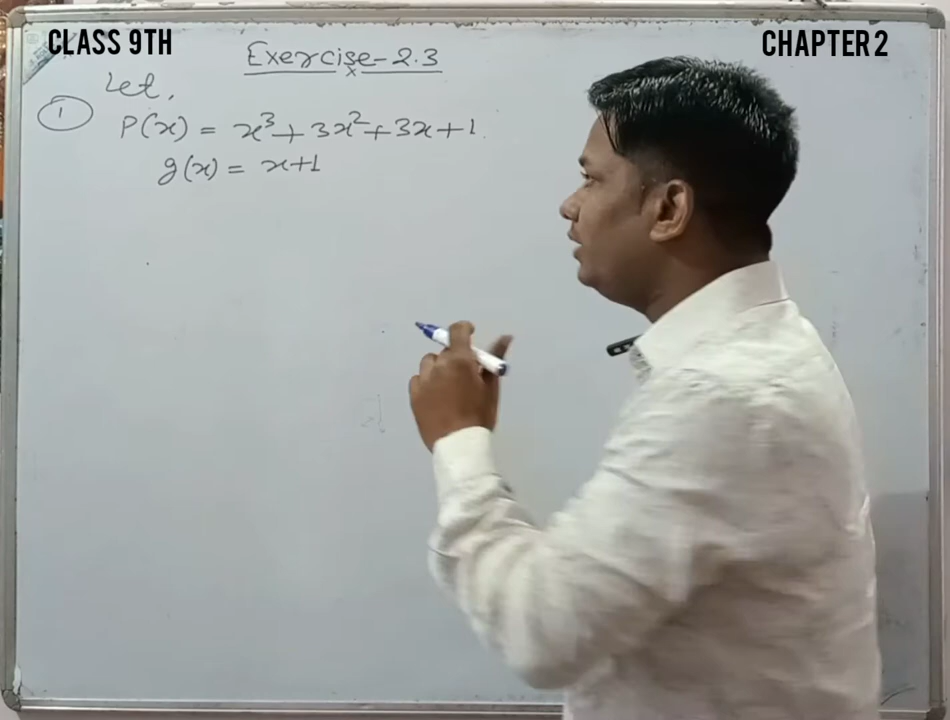 CLASS 9TH
CHAPTER 2
Exercise-2.3
Let,
1
P(x) = x³+3x²+3x+1.
g(x) = x+1